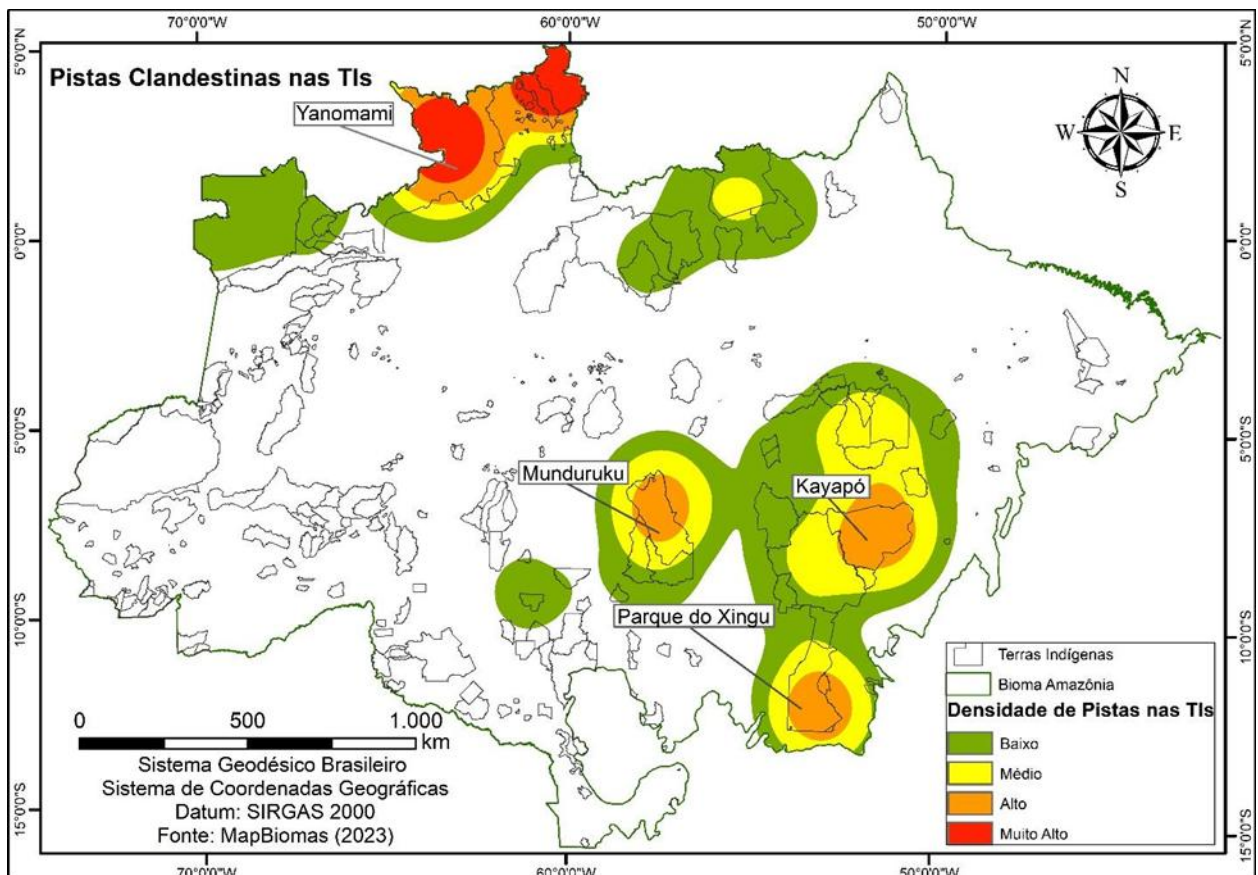 70°0'0"W 60°0'0"W 50°0'0"W
5°0'0"N
5°0'0"N
Pistas Clandestinas nas TIs
Yanomami
N
W E
S
0°0'0"
0°0'0"
5°0'0"S
5°0'0"S
Munduruku
Kayapó
10°0'0"S
10°0'0"S
Parque do Xingu
0 500 1.000
km
Sistema Geodésico Brasileiro
Sistema de Coordenadas Geográficas
Datum: SIRGAS 2000
Fonte: MapBiomas (2023)
Terras Indígenas
Bioma Amazônia
Densidade de Pistas nas TIs
Baixo
Médio
Alto
Muito Alto
15°0'0"S
15°0'0"S
70°0'0"W 60°0'0"W 50°0'0"W